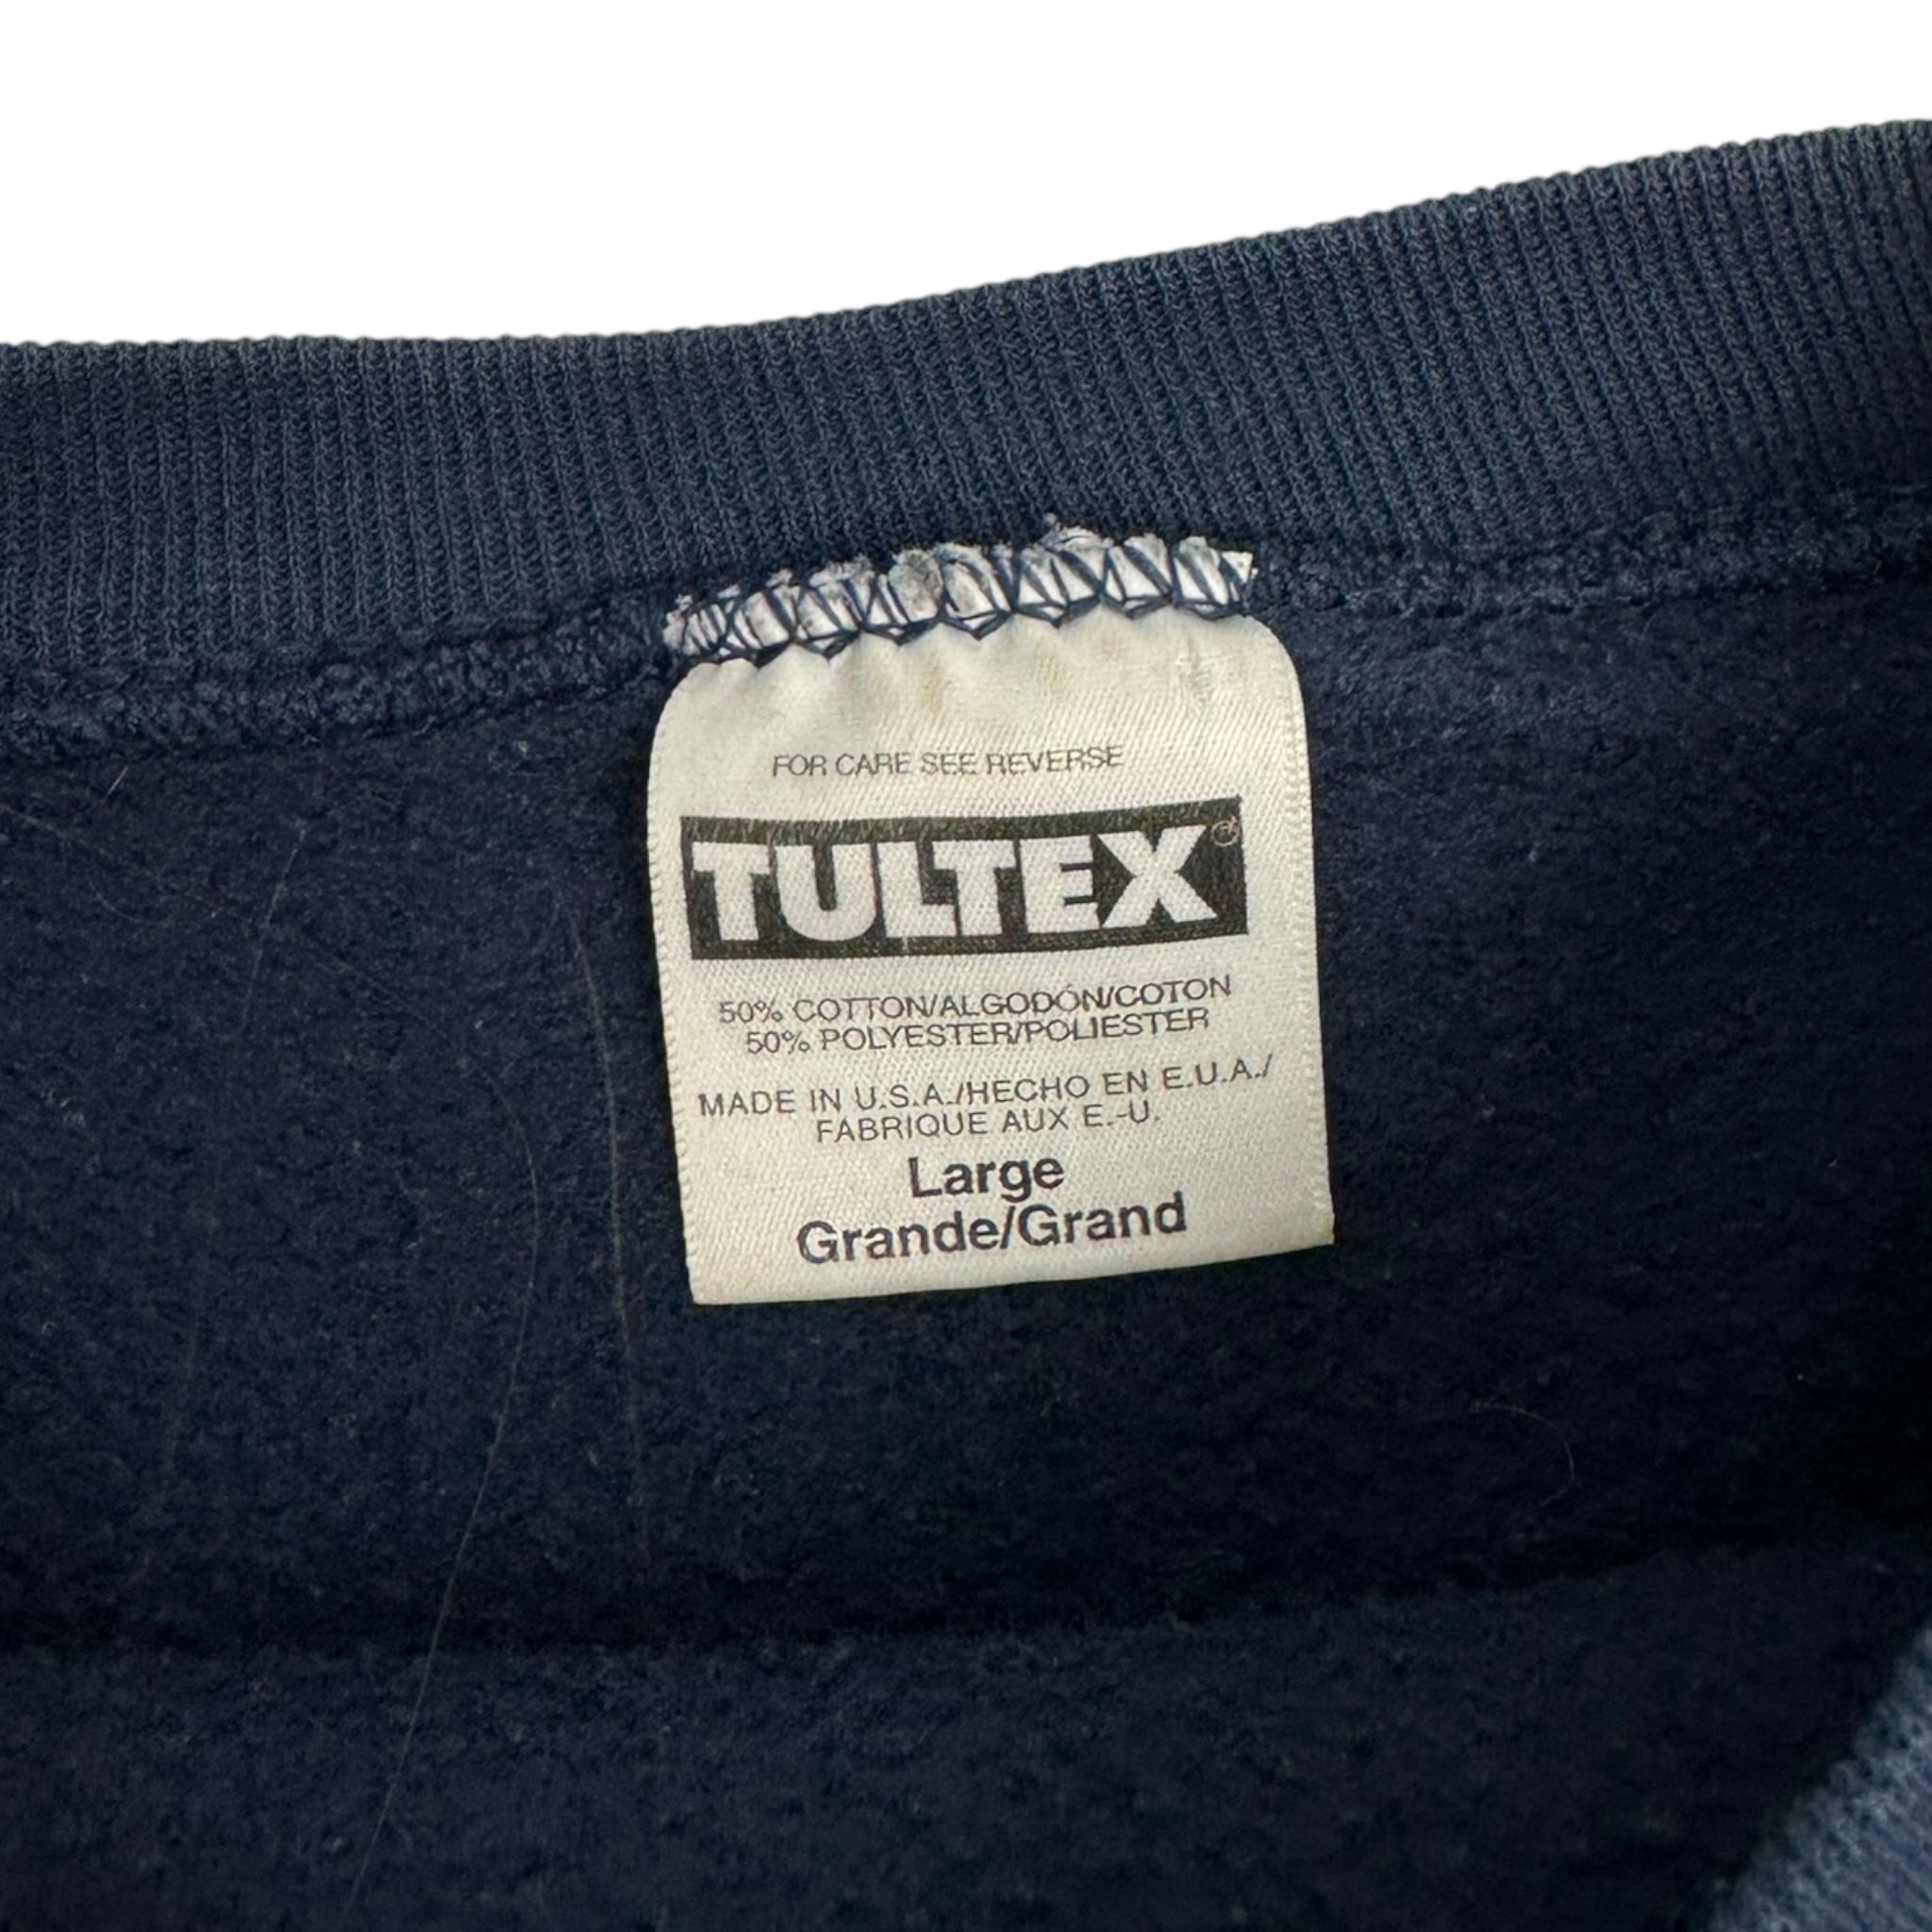 FOR CARE SEE REVERSE
TULTEX®
50% COTTON/ALGODÓN/COTON
50% POLYESTER/POLIESTER
MADE IN U.S.A./HECHO EN E.U.A./
FABRIQUE AUX E.-U.
Large
Grande/Grand